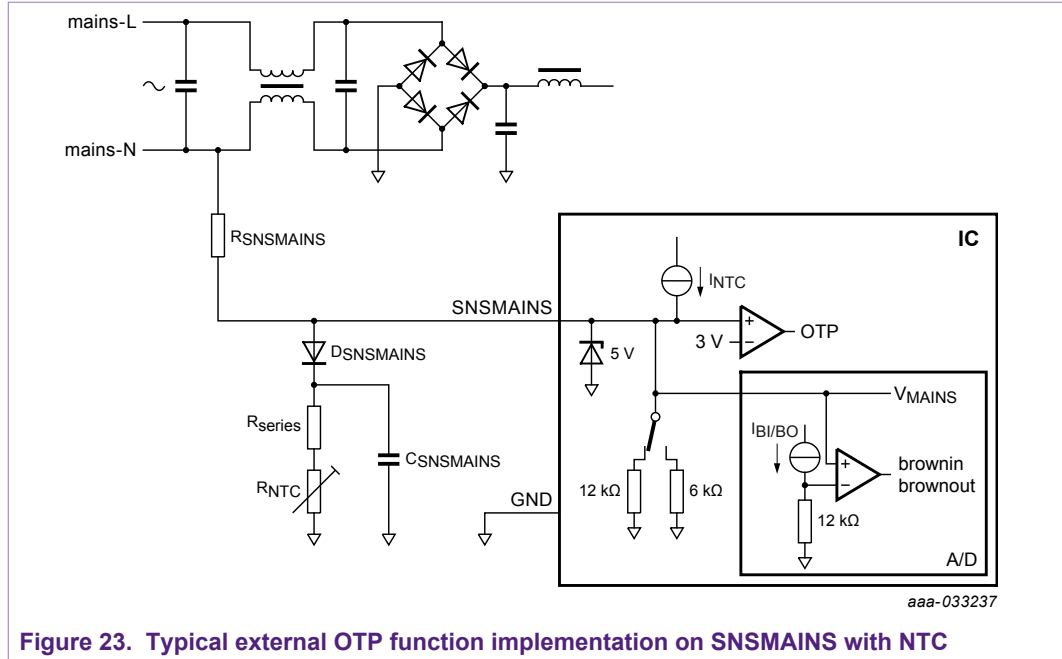 mains-L
mains-N
RSNSMAINS
IC
INTC
SNSMAINS
OTP
3 V
5 V
DSNSMAINS
VMAINS
Rseries
IBI/BO
CSNSMAINS
brownin
brownout
RNTC
12 kΩ
6 kΩ
GND
12 kΩ
A/D
aaa-033237
Figure 23. Typical external OTP function implementation on SNSMAINS with NTC